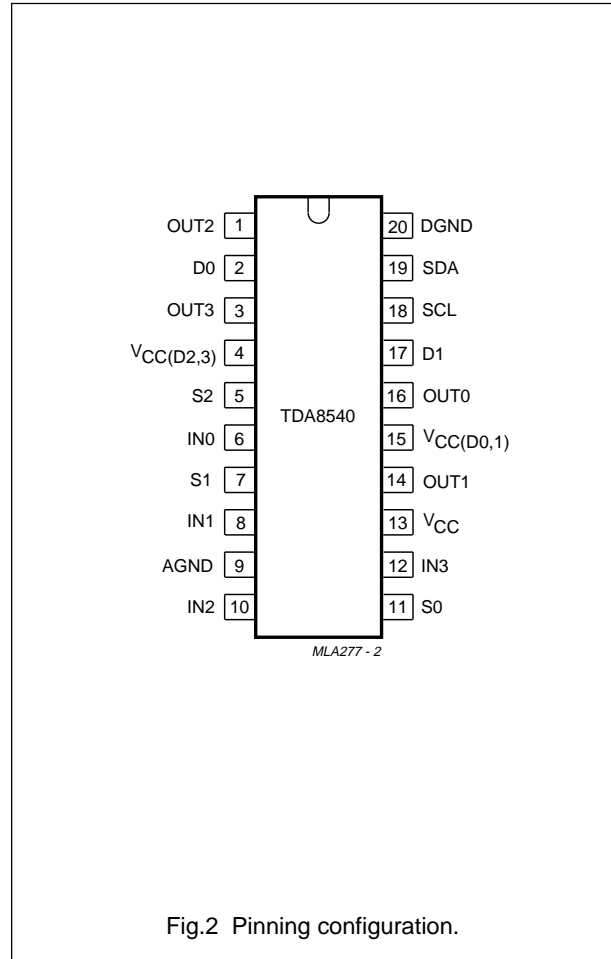 OUT2 1 20 DGND
D0 2 19 SDA
OUT3 3 18 SCL
VCC(D2,3) 4 17 D1
S2 5 16 OUT0
TDA8540
IN0 6 15 VCC(D0,1)
S1 7 14 OUT1
IN1 8 13 VCC
AGND 9 12 IN3
IN2 10 11 S0
MLA277 - 2
Fig.2 Pinning configuration.